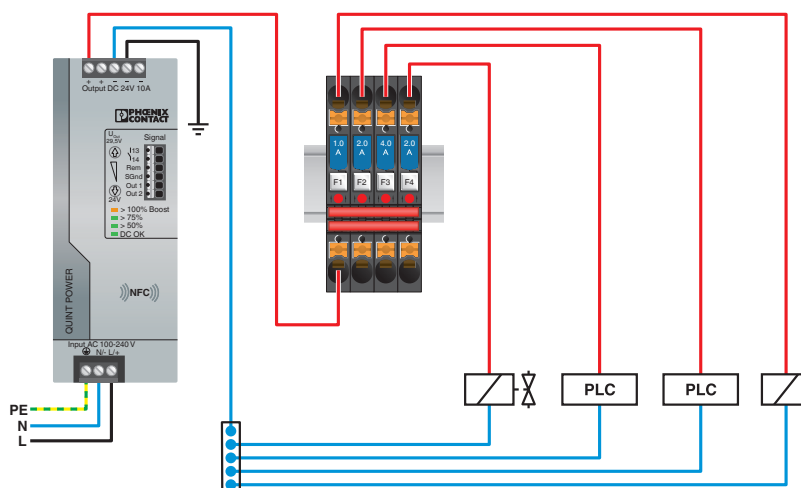 + + − − −
Output DC 24V 10A
PHŒNIX
CONTACT
UOut
29,5V
Signal
13
14
Rem
SGnd
Out 1
Out 2
24V
> 100% Boost
> 75%
> 50%
DC OK
QUINT POWER
NFC
Input AC 100-240 V
N/- L/+
PE
N
L
1.0
A
2.0
A
4.0
A
2.0
A
F1
F2
F3
F4
PLC
PLC